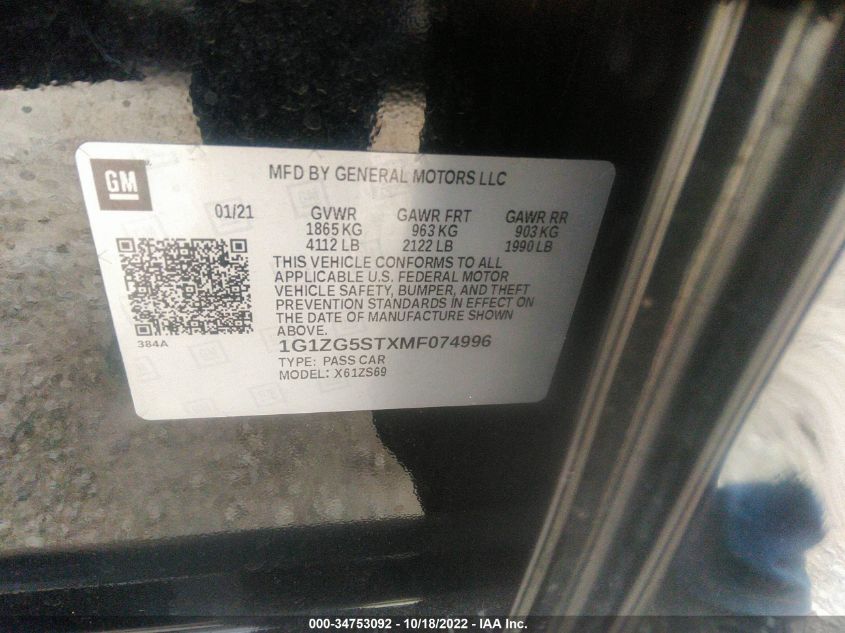 GM
MFD BY GENERAL MOTORS LLC
01/21 GVWR GAWR FRT GAWR RR
1865 KG 963 KG 903 KG
4112 LB 2122 LB 1990 LB
THIS VEHICLE CONFORMS TO ALL
APPLICABLE U.S. FEDERAL MOTOR
VEHICLE SAFETY, BUMPER, AND THEFT
PREVENTION STANDARDS IN EFFECT ON
THE DATE OF MANUFACTURE SHOWN
ABOVE.
384A
1G1ZG5STXMF074996
TYPE: PASS CAR
MODEL: X61ZS69
000-34753092 - 10/18/2022 - IAA Inc.